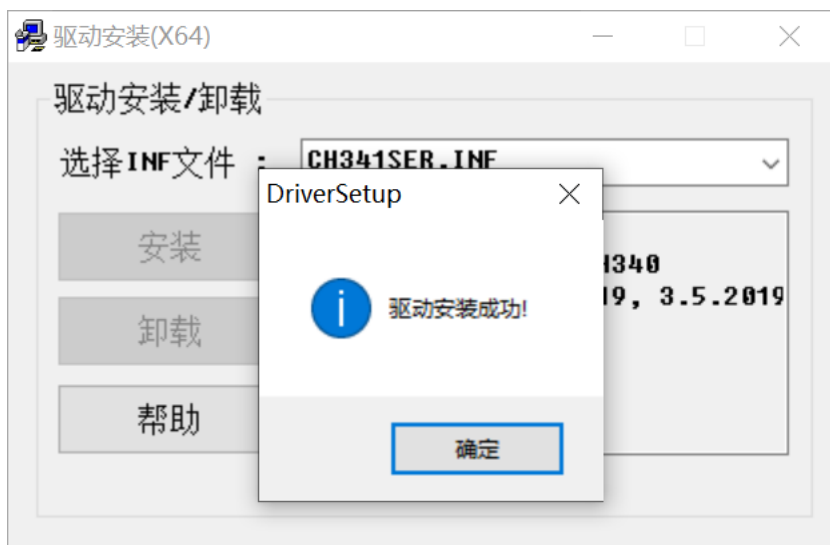 驱动安装(X64)
驱动安装/卸载
选择INF文件 :
CH341SER.INF
DriverSetup
安装
H340
19, 3.5.2019
驱动安装成功!
卸载
帮助
确定